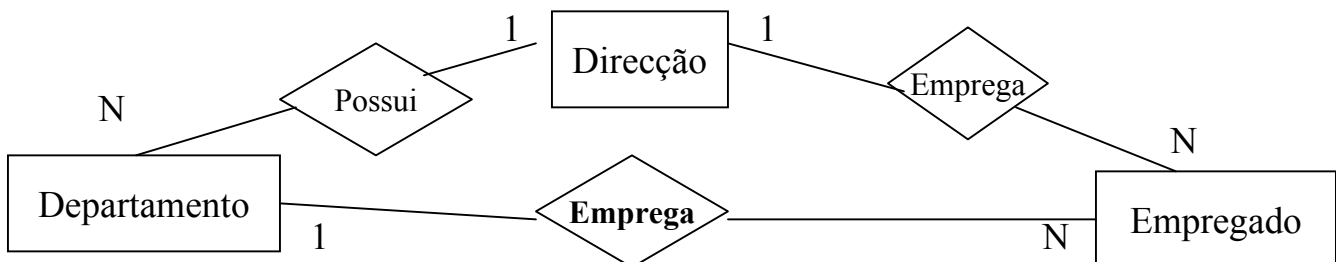 1
1
Direcção
Emprega
Possui
N
N
Departamento
Emprega
Empregado
1
N